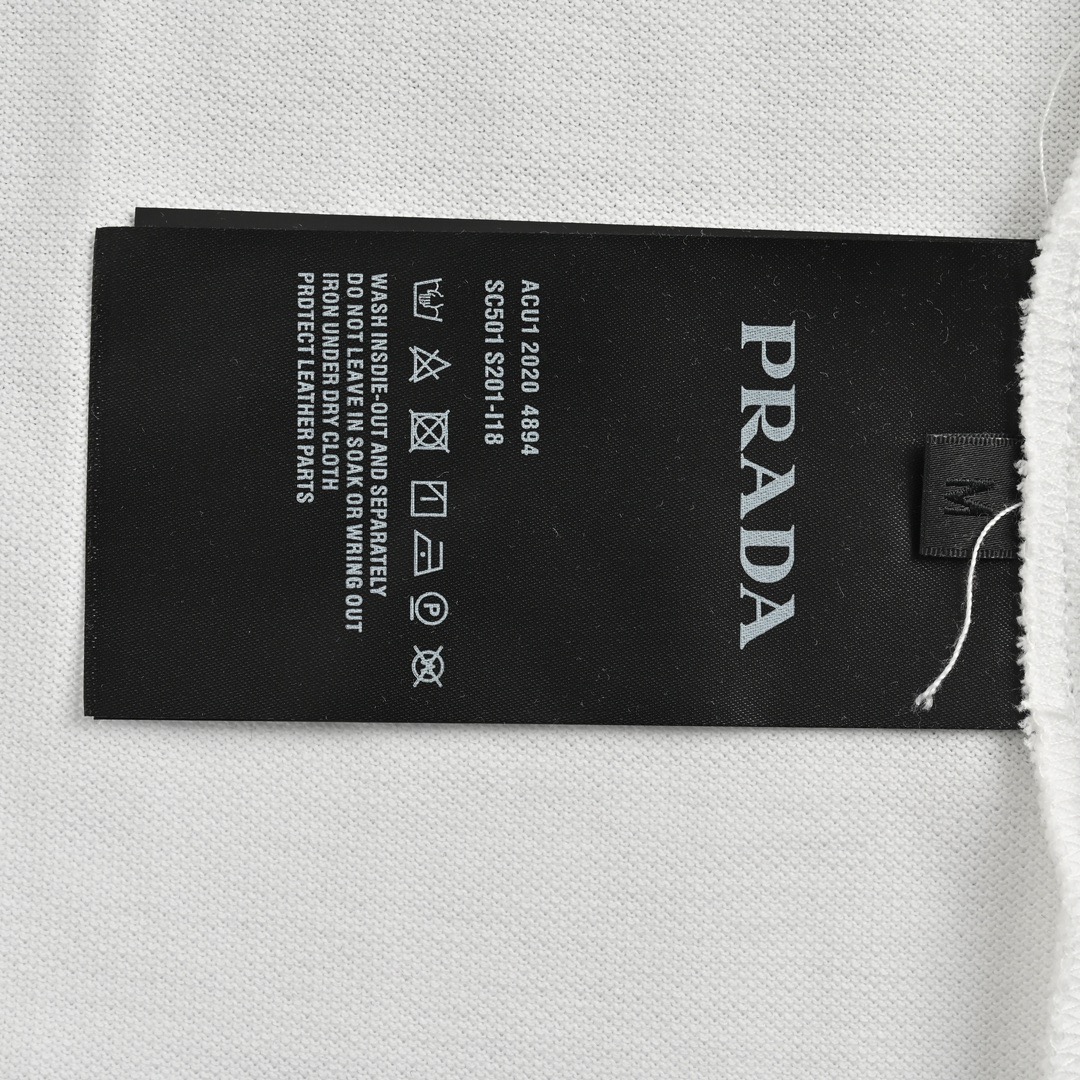 M
PRADA
ACU1 2020 4894
SC501 S201-I18
1
P
A
WASH INSDIE-OUT AND SEPARATELY
DO NOT LEAVE IN SOAK OR WRING OUT
IRON UNDER DRY CLOTH
PRDTECT LEATHER PARTS